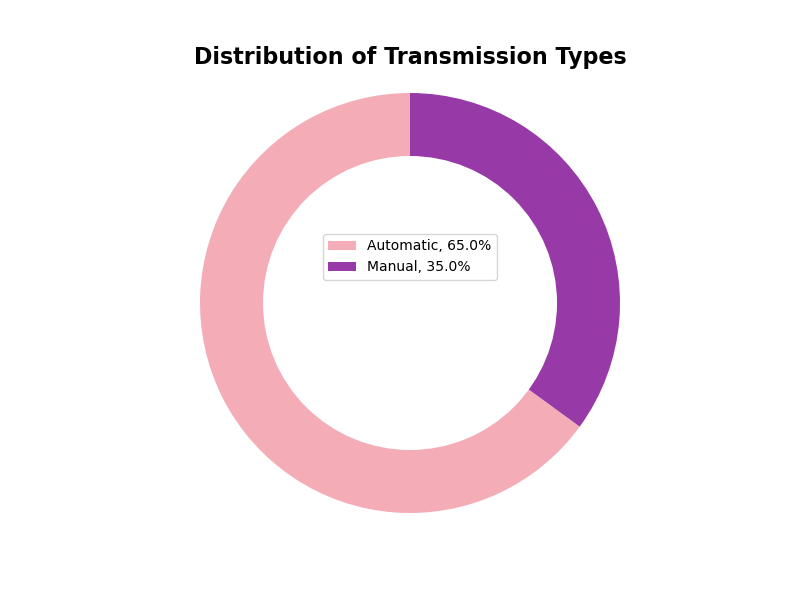 Distribution of Transmission Types
Automatic, 65.0%
Manual, 35.0%